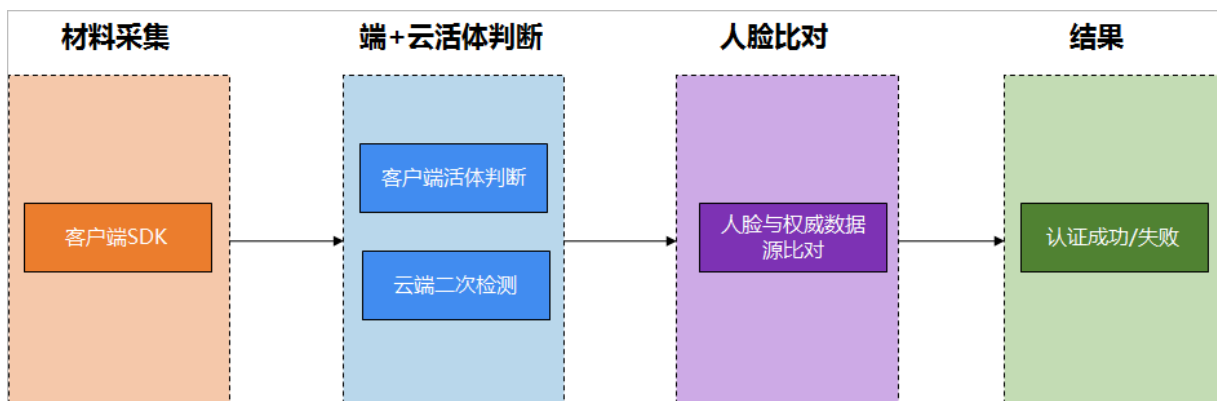 材料采集
端+云活体判断
人脸比对
结果
客户端SDK
客户端活体判断
云端二次检测
人脸与权威数据
源比对
认证成功/失败